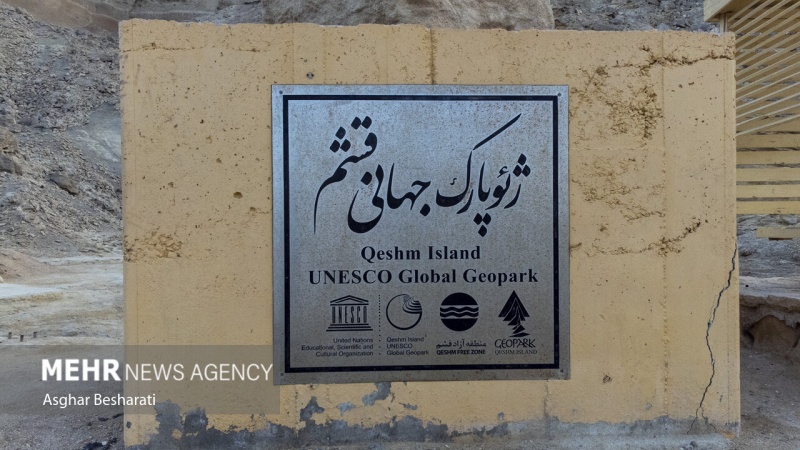 ژئوپارک جهانی قشم
Qeshm Island
UNESCO Global Geopark
UNESCO
United Nations
Educational, Scientific and
Cultural Organization
Qeshm Island
UNESCO
Global Geopark
منطقه آزاد قشم
QESHM FREE ZONE
GEOPARK
QESHM ISLAND
MEHR NEWS AGENCY
Asghar Besharati